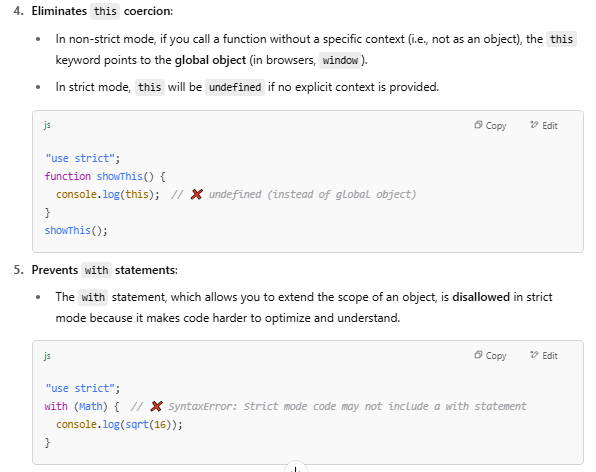 4. Eliminates this coercion:
• In non-strict mode, if you call a function without a specific context (i.e., not as an object), the this
keyword points to the global object (in browsers, window).
• In strict mode, this will be undefined if no explicit context is provided.
js Copy Edit
"use strict";
function showThis() {
  console.log(this);  // ❌ undefined (instead of global object)
}
showThis();
5. Prevents with statements:
• The with statement, which allows you to extend the scope of an object, is disallowed in strict
mode because it makes code harder to optimize and understand.
js Copy Edit
"use strict";
with (Math) {  // ❌ SyntaxError: Strict mode code may not include a with statement
  console.log(sqrt(16));
}